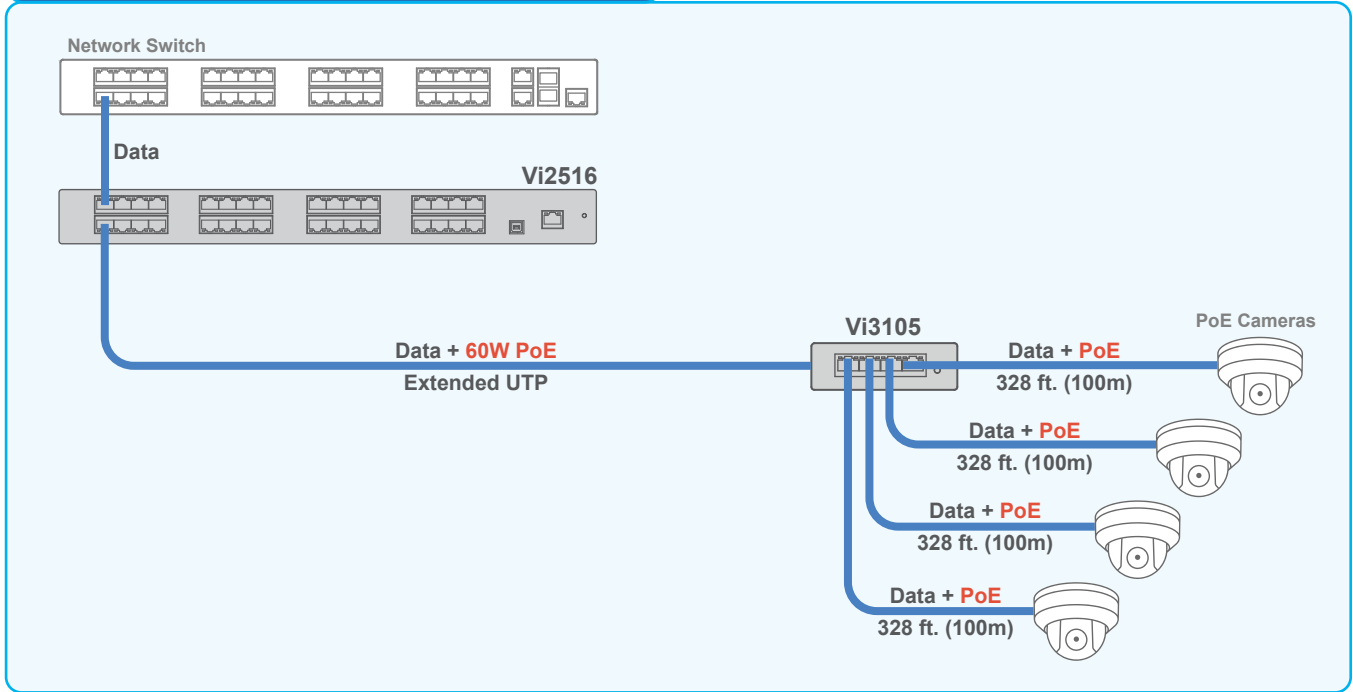 Network Switch
Data
Vi2516
Vi3105
PoE Cameras
Data + 60W PoE
Extended UTP
Data + PoE
328 ft. (100m)
Data + PoE
328 ft. (100m)
Data + PoE
328 ft. (100m)
Data + PoE
328 ft. (100m)